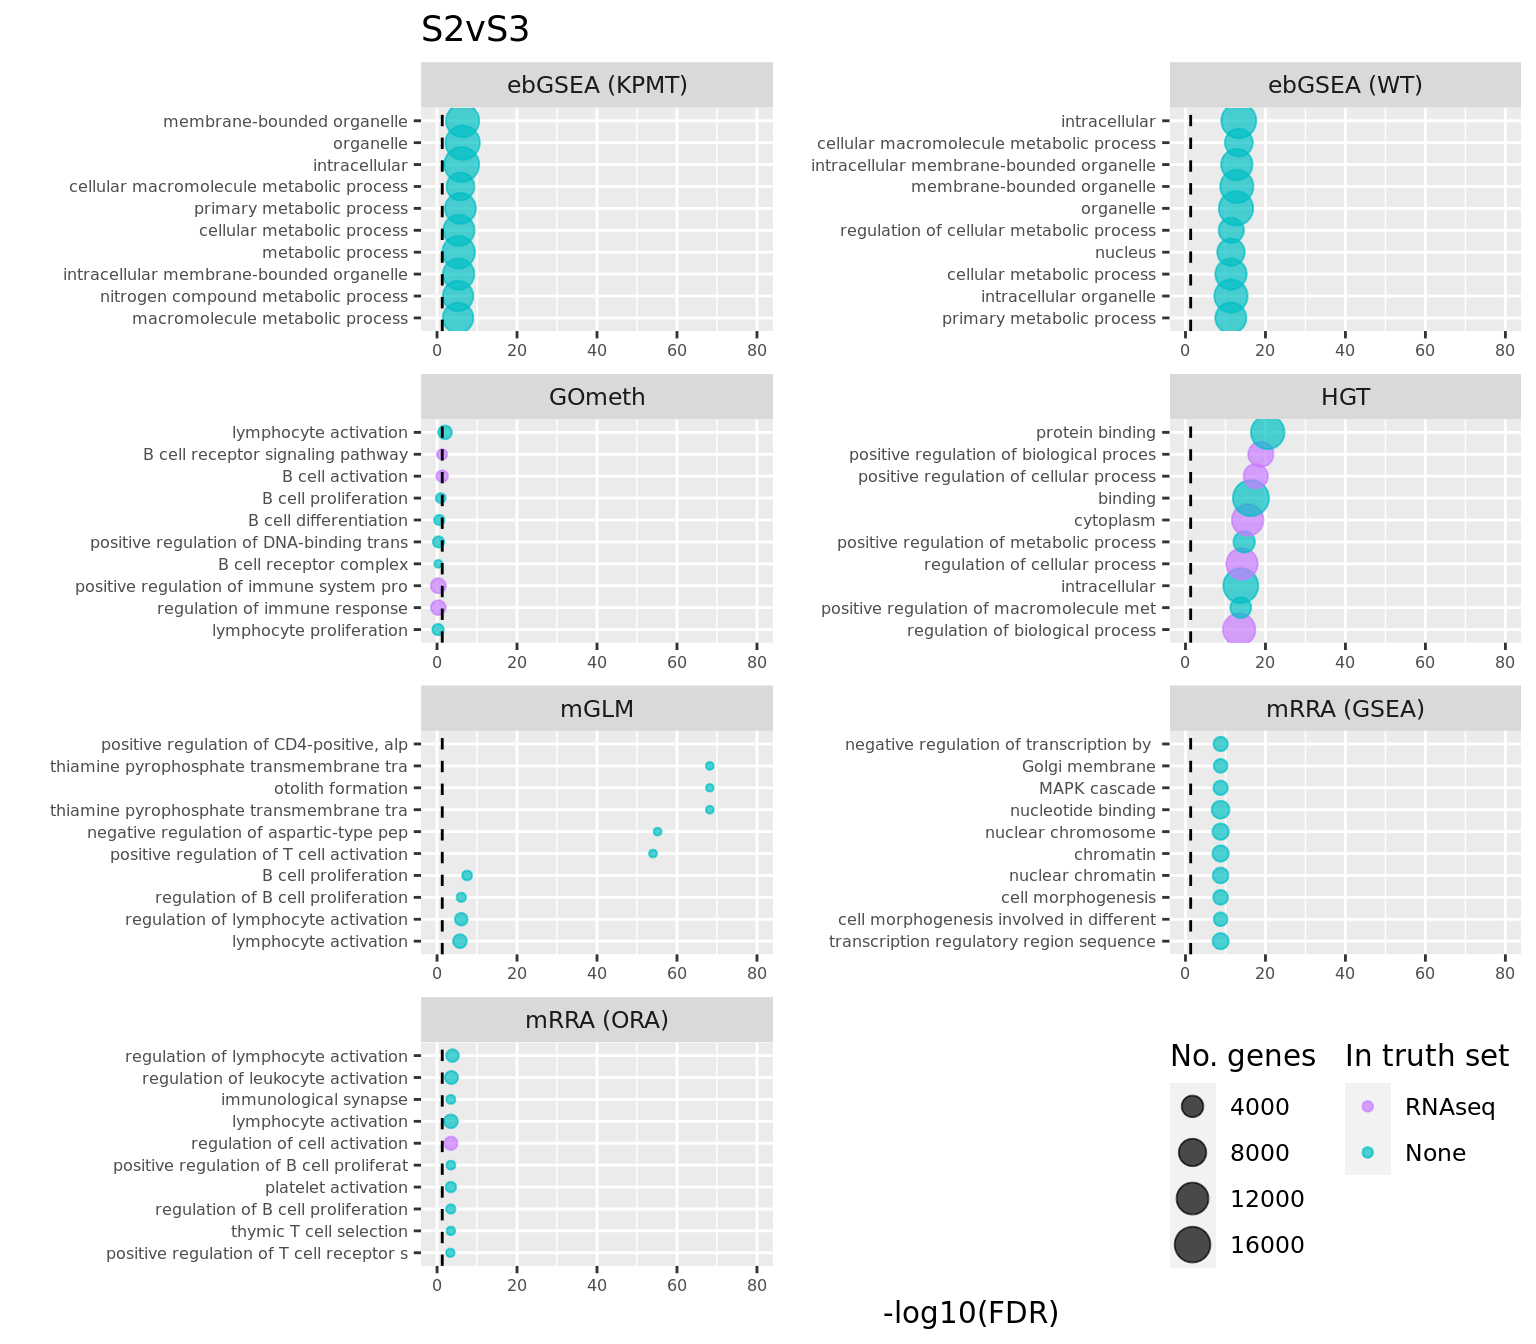 S2vS3
ebGSEA (KPMT)
membrane-bounded organelle
organelle
intracellular
cellular macromolecule metabolic process
primary metabolic process
cellular metabolic process
metabolic process
intracellular membrane-bounded organelle
nitrogen compound metabolic process
macromolecule metabolic process
0 20 40 60 80
ebGSEA (WT)
intracellular
cellular macromolecule metabolic process
intracellular membrane-bounded organelle
membrane-bounded organelle
organelle
regulation of cellular metabolic process
nucleus
cellular metabolic process
intracellular organelle
primary metabolic process
0 20 40 60 80
GOmeth
lymphocyte activation
B cell receptor signaling pathway
B cell activation
B cell proliferation
B cell differentiation
positive regulation of DNA-binding trans
B cell receptor complex
positive regulation of immune system pro
regulation of immune response
lymphocyte proliferation
0 20 40 60 80
HGT
protein binding
positive regulation of biological proces
positive regulation of cellular process
binding
cytoplasm
positive regulation of metabolic process
regulation of cellular process
intracellular
positive regulation of macromolecule met
regulation of biological process
0 20 40 60 80
mGLM
positive regulation of CD4-positive, alp
thiamine pyrophosphate transmembrane tra
otolith formation
thiamine pyrophosphate transmembrane tra
negative regulation of aspartic-type pep
positive regulation of T cell activation
B cell proliferation
regulation of B cell proliferation
regulation of lymphocyte activation
lymphocyte activation
0 20 40 60 80
mRRA (GSEA)
negative regulation of transcription by
Golgi membrane
MAPK cascade
nucleotide binding
nuclear chromosome
chromatin
nuclear chromatin
cell morphogenesis
cell morphogenesis involved in different
transcription regulatory region sequence
0 20 40 60 80
mRRA (ORA)
regulation of lymphocyte activation
regulation of leukocyte activation
immunological synapse
lymphocyte activation
regulation of cell activation
positive regulation of B cell proliferat
platelet activation
regulation of B cell proliferation
thymic T cell selection
positive regulation of T cell receptor s
0 20 40 60 80
No. genes
4000
8000
12000
16000
In truth set
RNAseq
None
-log10(FDR)